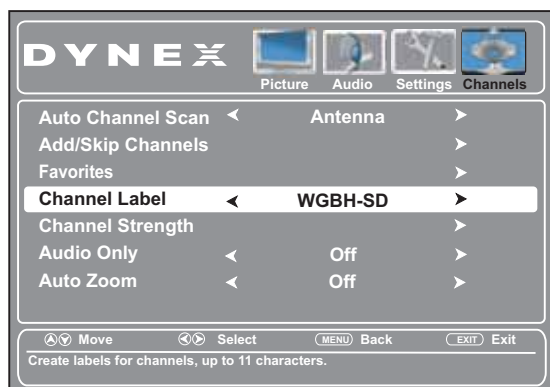 DYNEX
Picture Audio Settings Channels
Auto Channel Scan Antenna
Add/Skip Channels
Favorites
Channel Label WGBH-SD
Channel Strength
Audio Only Off
Auto Zoom Off
Move Select MENU Back EXIT Exit
Create labels for channels, up to 11 characters.